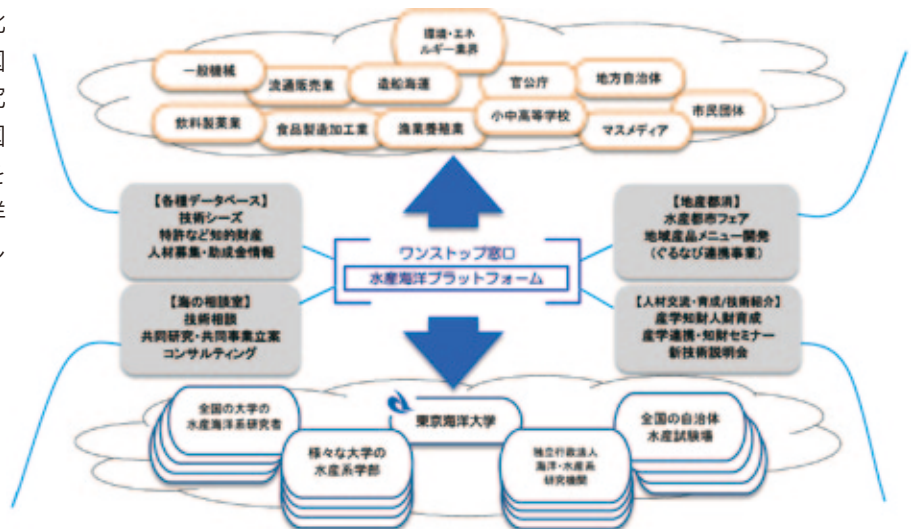 環境・エネ
ルギー業界
一般機械
流通販売業
造船海運
官公庁
地方自治体
飲料製薬業
食品製造加工業
漁業養殖業
小中高等学校
マスメディア
市民団体
【各種データベース】
技術シーズ
特許など知的財産
人材募集・助成金情報
【地産都消】
水産都市フェア
地域産品メニュー開発
(ぐるなび連携事業)
ワンストップ窓口
水産海洋プラットフォーム
【海の相談室】
技術相談
共同研究・共同事業立案
コンサルティング
【人材交流・育成/技術紹介】
産学知財人財育成
産学連携・知財セミナー
新技術説明会
全国の大学の
水産海洋系研究者
様々な大学の
水産系学部
東京海洋大学
独立行政法人
海洋・水産系
研究機関
全国の自治体
水産試験場